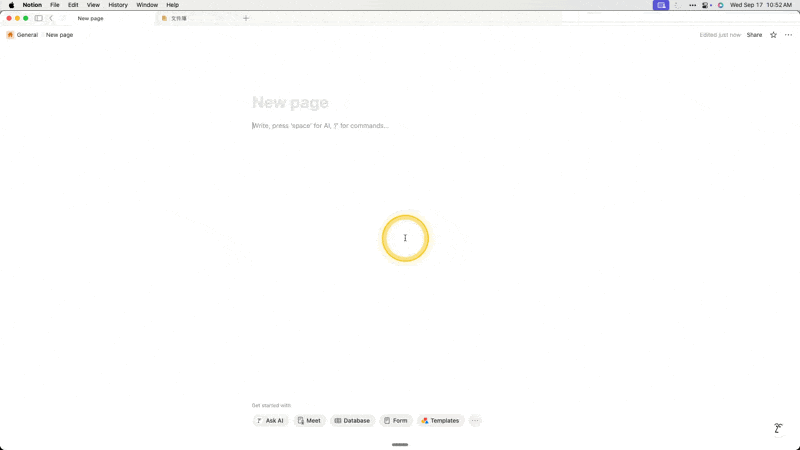 Notion File Edit View History Window Help Wed Sep 17 10:52 AM
New page 文件庫
General New page Edited just now Share
New page
Write, press 'space' for AI, '/' for commands...
Get started with
Ask AI Meet Database Form Templates